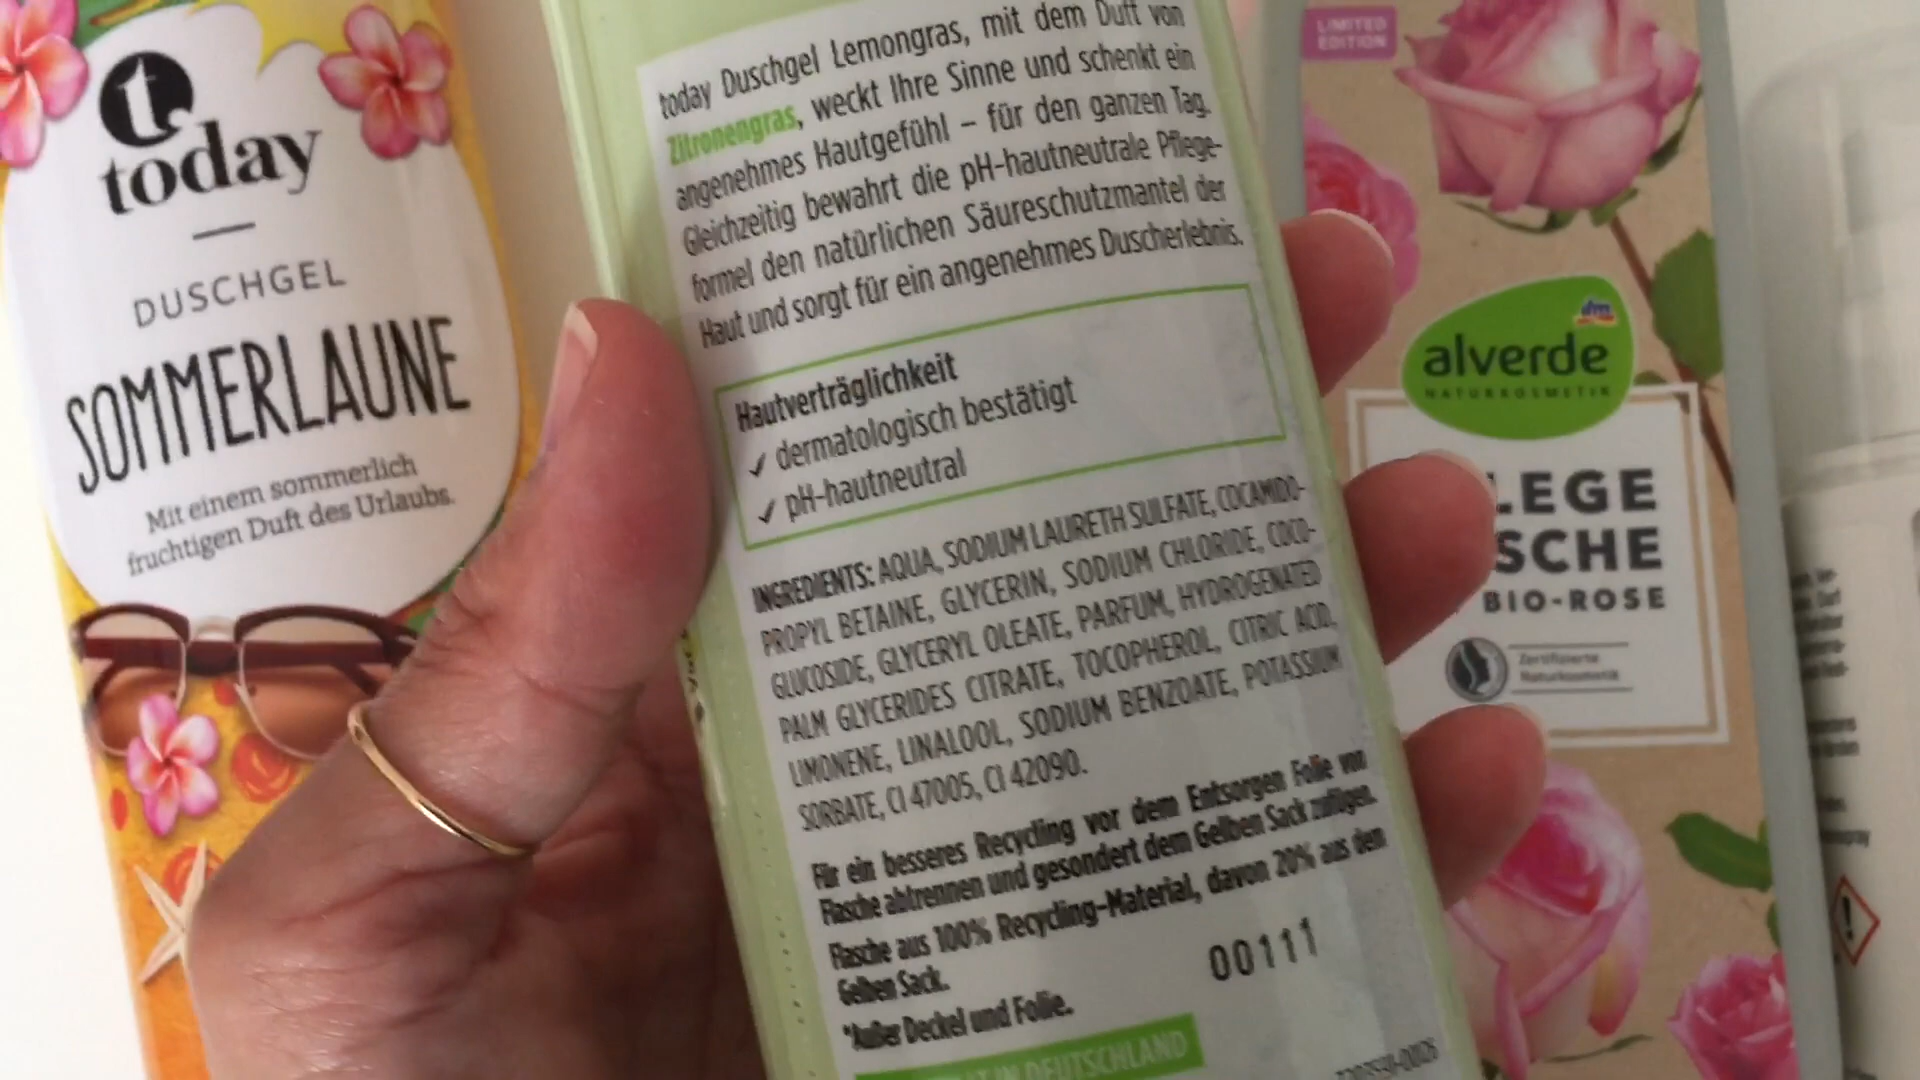 today
DUSCHGEL
SOMMERLAUNE
Mit einem sommerlich
fruchtigen Duft des Urlaubs.
today Duschgel Lemongras, mit dem Duft von
Zitronengras, weckt Ihre Sinne und schenkt ein
angenehmes Hautgefühl – für den ganzen Tag.
Gleichzeitig bewahrt die pH-hautneutrale Pflege-
formel den natürlichen Säureschutzmantel der
Haut und sorgt für ein angenehmes Duscherlebnis.
Hautverträglichkeit
✓ dermatologisch bestätigt
✓ pH-hautneutral
INGREDIENTS: AQUA, SODIUM LAURETH SULFATE, COCAMIDO-
PROPYL BETAINE, GLYCERIN, SODIUM CHLORIDE, COCO-
GLUCOSIDE, GLYCERYL OLEATE, PARFUM, HYDROGENATED
PALM GLYCERIDES CITRATE, TOCOPHEROL, CITRIC ACID,
LIMONENE, LINALOOL, SODIUM BENZOATE, POTASSIUM
SORBATE, CI 47005, CI 42090.
Für ein besseres Recycling vor dem Entsorgen Folie von
Flasche abtrennen und gesondert dem Gelben Sack zufügen.
Flasche aus 100% Recycling-Material, davon 20% aus dem
Gelben Sack.
*Außer Deckel und Folie.
00111
IN DEUTSCHLAND
LIMITED
EDITION
dm
alverde
NATURKOSMETIK
LEGE
SCHE
BIO-ROSE
Zertifizierte
Naturkosmetik